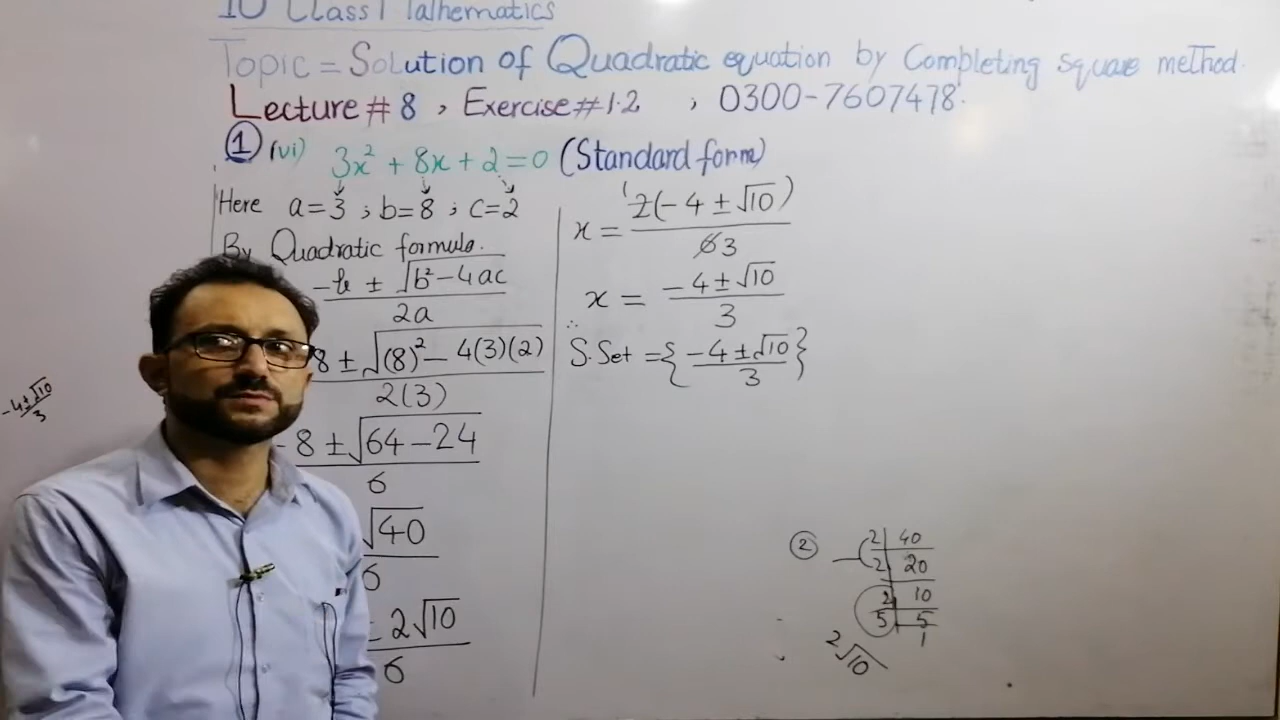 10 Class Mathematics
Topic = Solution of Quadratic equation by Completing square method.
Lecture # 8 , Exercise #1.2 , 0300-7607478.
① (vi) 3x² + 8x + 2 = 0 (Standard form)
Here a=3 ; b=8 ; c=2
By Quadratic formula.
-b ± √b²-4ac
2a
8 ± √(8)² - 4(3)(2)
2(3)
-8 ± √64-24
6
√40
6
2√10
6
x = 2(-4 ± √10)
6 3
x = -4 ± √10
3
∴ S.Set = {-4 ± √10}
3
-4±√10
3
② 2 | 40
2 | 20
2 | 10
5 | 5
1
2√10